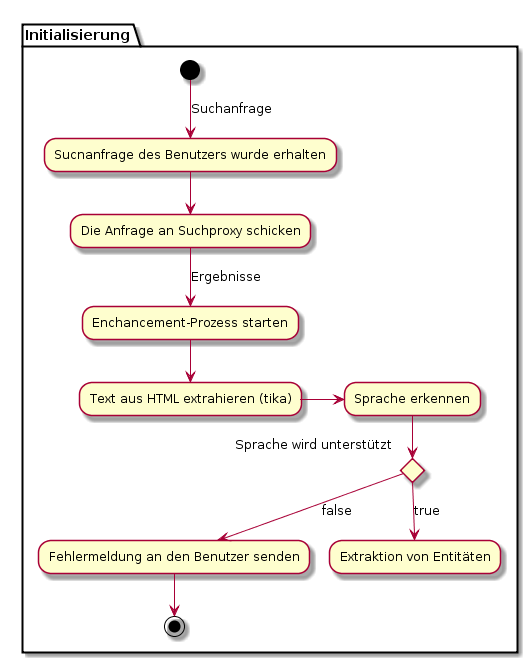 Initialisierung
Suchanfrage
Sucnanfrage des Benutzers wurde erhalten
Die Anfrage an Suchproxy schicken
Ergebnisse
Enchancement-Prozess starten
Text aus HTML extrahieren (tika)
Sprache erkennen
Sprache wird unterstützt
false
true
Fehlermeldung an den Benutzer senden
Extraktion von Entitäten